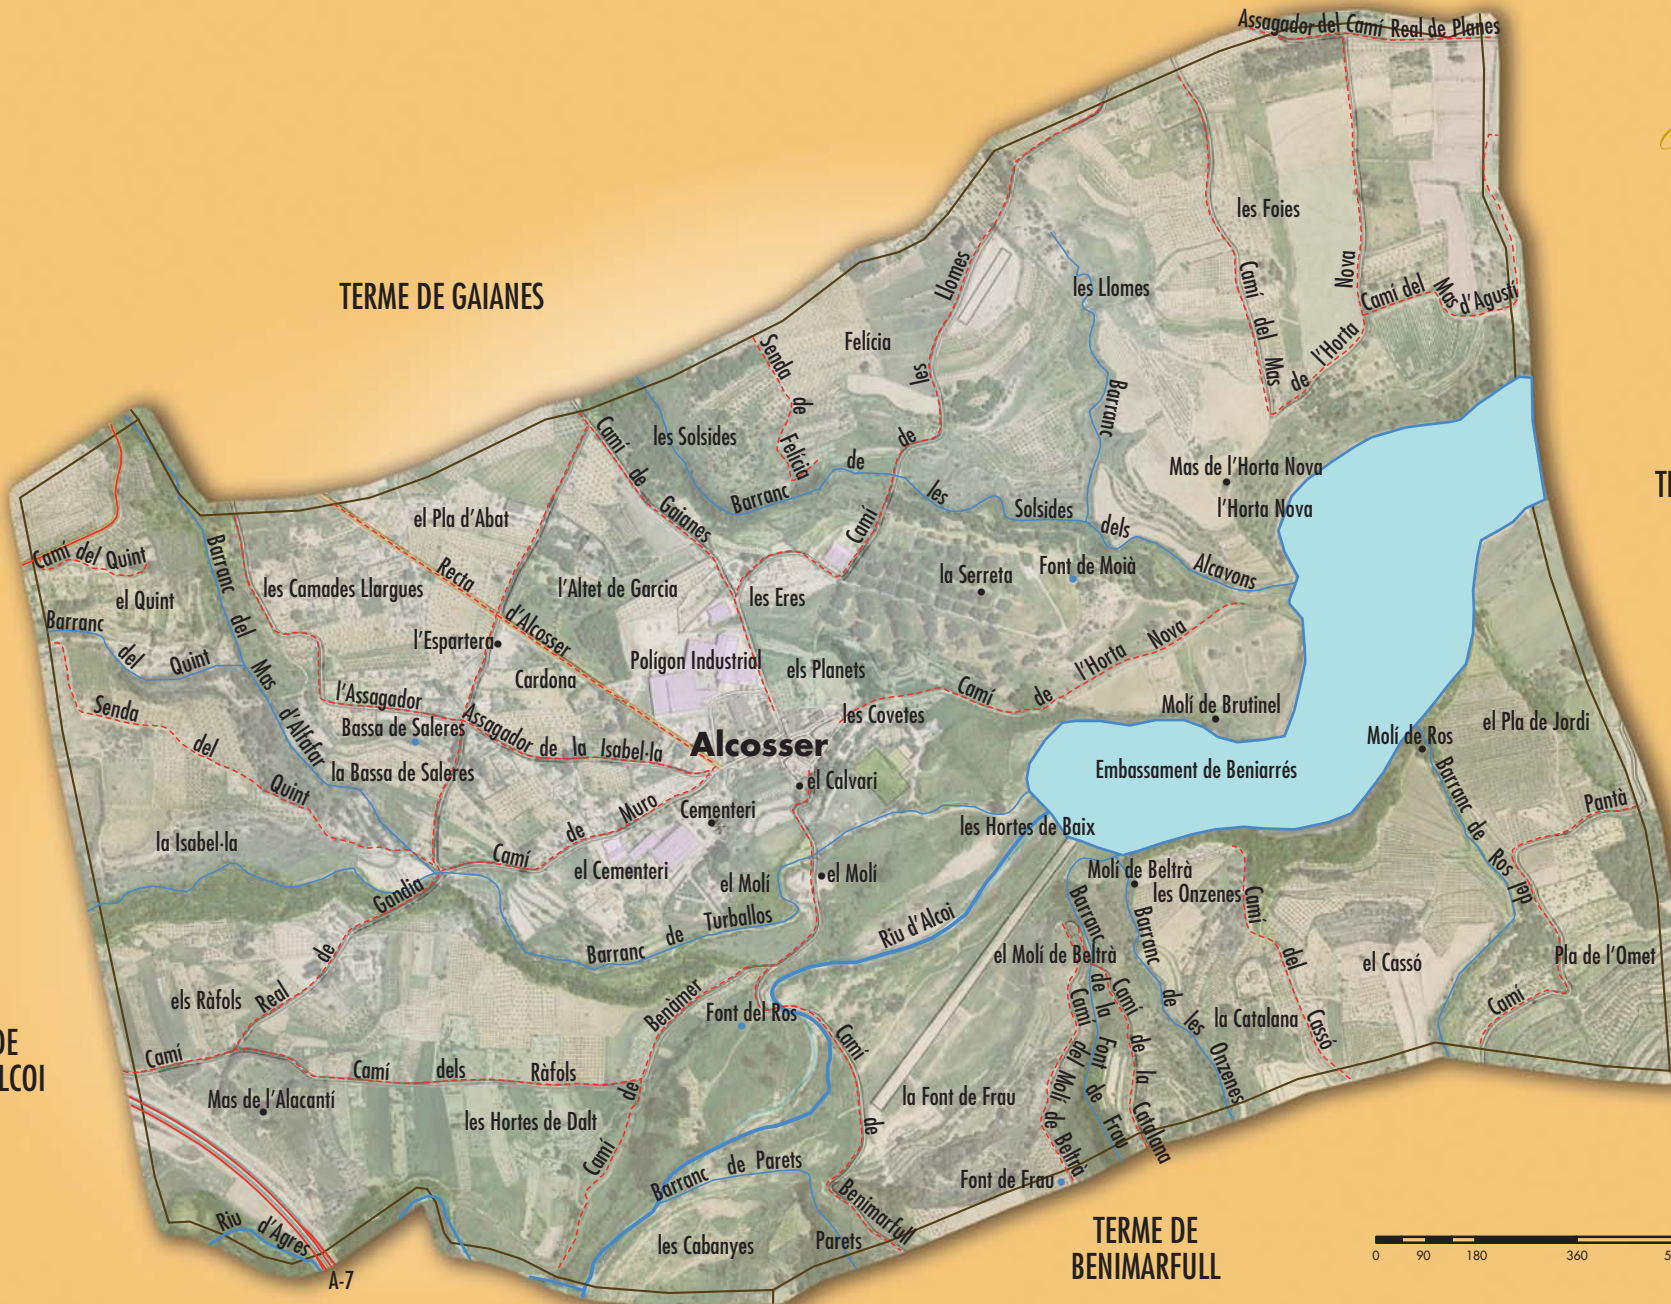 Assagador del Camí Real de Planes
les Foies
TERME DE GAIANES
Camí de les Llomes
les Llomes
Camí del Mas
Camí de l'Horta Nova
Camí del Mas d'Agustí
Felícia
Senda de Felícia
les Solsides
Camí de Gaianes
Barranc de les Solsides
Barranc dels Alcavons
Mas de l'Horta Nova
l'Horta Nova
el Pla d'Abat
Recta d'Alcosser
Camí del Quint
el Quint
Barranc del Quint
Barranc del Mas d'Alfafar
les Camades Llargues
l'Altet de Garcia
les Eres
la Serreta
Font de Moià
l'Espartera
Cardona
Polígon Industrial
els Planets
Camí de l'Horta Nova
Senda del Quint
l'Assagador
Assagador de la Isabel·la
Bassa de Saleres
la Bassa de Saleres
les Covetes
Molí de Brutinel
Molí de Ros
el Pla de Jordi
Alcosser
Embassament de Beniarrés
el Calvari
Camí de Muro
Cementeri
el Cementeri
les Hortes de Baix
Barranc de Ros
Camí del Pantà
la Isabel·la
el Molí
el Molí
Barranc de Turballos
Riu d'Alcoi
Molí de Beltrà
les Onzenes
el Molí de Beltrà
Barranc de la Font de Frau
Barranc de les Onzenes
Camí del Cassó
el Cassó
Pla de l'Omet
Camí Real de Gandia
els Ràfols
Font del Ros
Camí de Benàmer
Camí de Benimarfull
Camí del Molí de Beltrà
Camí de la Catalana
la Catalana
DE
LCOI
Camí dels Ràfols
Mas de l'Alacantí
les Hortes de Dalt
la Font de Frau
Font de Frau
Barranc de Parets
Parets
les Cabanyes
Riu d'Agres
A-7
TERME DE
BENIMARFULL
0 90 180 360